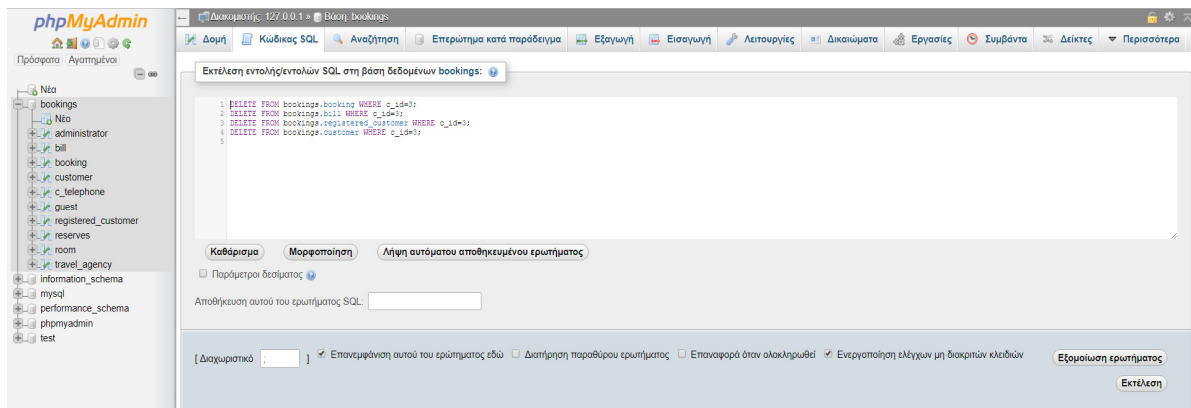 phpMyAdmin
Πρόσφατα Αγαπημένοι
Νέα
bookings
Νέο
administrator
bill
booking
customer
c_telephone
guest
registered_customer
reserves
room
travel_agency
information_schema
mysql
performance_schema
phpmyadmin
test
Διακομιστής: 127.0.0.1 » Βάση: bookings
Δομή Κώδικας SQL Αναζήτηση Επερώτημα κατά παράδειγμα Εξαγωγή Εισαγωγή Λειτουργίες Δικαιώματα Εργασίες Συμβάντα Δείκτες Περισσότερα
Εκτέλεση εντολής/εντολών SQL στη βάση δεδομένων bookings:
1 DELETE FROM bookings.booking WHERE c_id=3;
2 DELETE FROM bookings.bill WHERE c_id=3;
3 DELETE FROM bookings.registered_customer WHERE c_id=3;
4 DELETE FROM bookings.customer WHERE c_id=3;
5
Καθάρισμα Μορφοποίηση Λήψη αυτόματου αποθηκευμένου ερωτήματος
Παράμετροι δεσίματος
Αποθήκευση αυτού του ερωτήματος SQL:
[ Διαχωριστικό ; ] Επανεμφάνιση αυτού του ερώτηματος εδώ Διατήρηση παραθύρου ερωτήματος Επαναφορά όταν ολοκληρωθεί Ενεργοποίηση ελέγχων μη διακριτών κλειδιών
Εξομοίωση ερωτήματος
Εκτέλεση